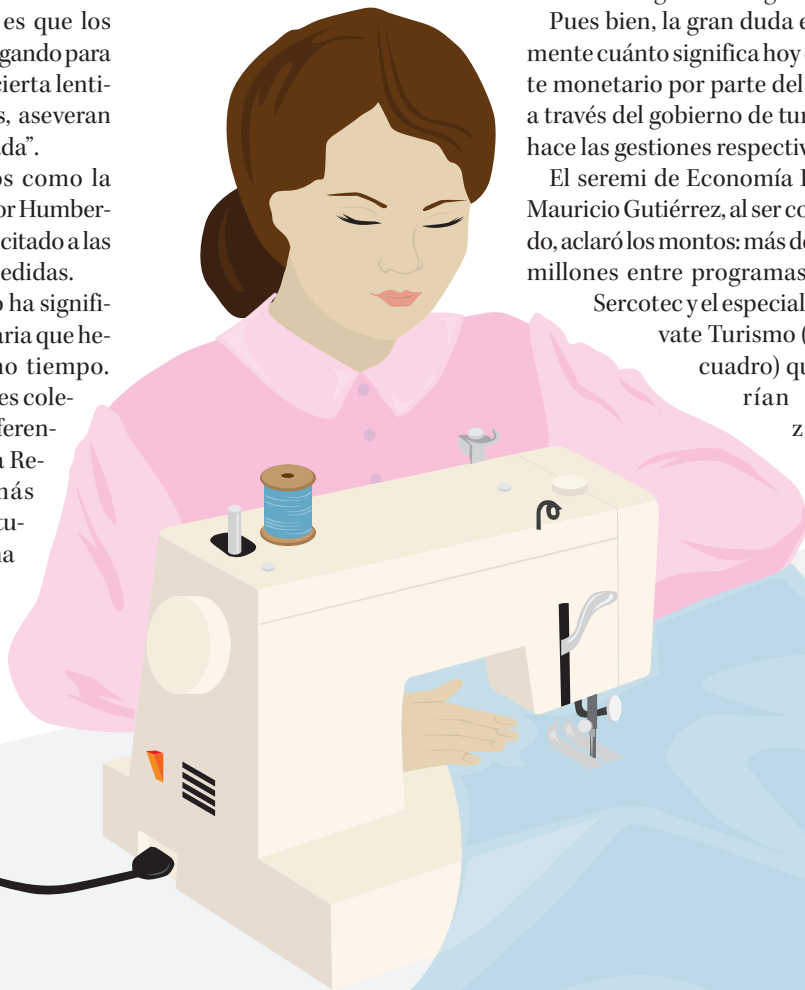 es que los
gando para
cierta lenti-
s, aseveran
da”.
os como la
or Humber-
citado a las
edidas.
o ha signifi-
aria que he-
no tiempo.
es cole-
feren-
a Re-
más
tu-
na
Pues bien, la gran duda e
mente cuánto significa hoy
te monetario por parte del
a través del gobierno de tur
hace las gestiones respectiv
El seremi de Economía
Mauricio Gutiérrez, al ser co
do, aclaró los montos: más de
millones entre programas
Sercotec y el especial
vate Turismo (
cuadro) qu
rían
z